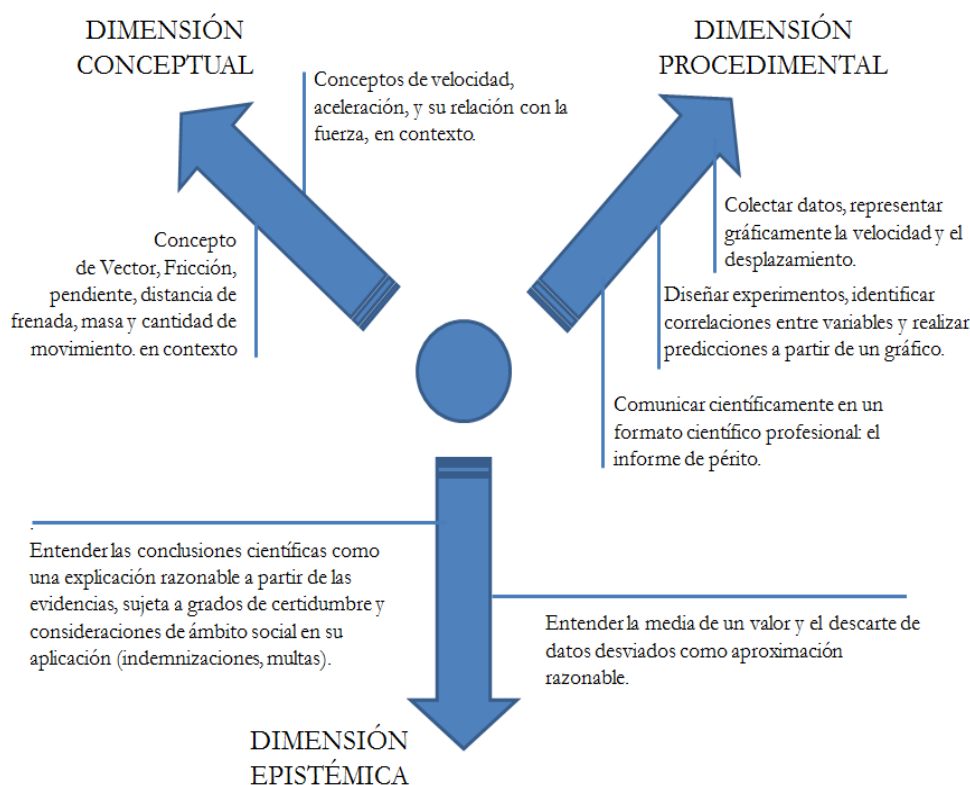 DIMENSIÓN
CONCEPTUAL
Conceptos de velocidad,
aceleración, y su relación con la
fuerza, en contexto.
Concepto
de Vector, Fricción,
pendiente, distancia de
frenada, masa y cantidad de
movimiento. en contexto
DIMENSIÓN
PROCEDIMENTAL
Colectar datos, representar
gráficamente la velocidad y el
desplazamiento.
Diseñar experimentos, identificar
correlaciones entre variables y realizar
predicciones a partir de un gráfico.
Comunicar científicamente en un
formato científico profesional: el
informe de périto.
.
Entender las conclusiones científicas como
una explicación razonable a partir de las
evidencias, sujeta a grados de certidumbre y
consideraciones de ámbito social en su
aplicación (indemnizaciones, multas).
Entender la media de un valor y el descarte de
datos desviados como aproximación
razonable.
DIMENSIÓN
EPISTÉMICA